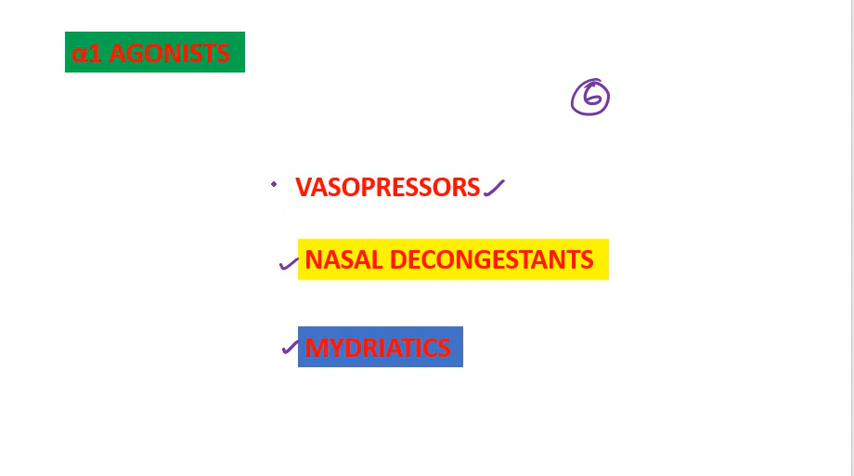 α1 AGONISTS
6
VASOPRESSORS
NASAL DECONGESTANTS
MYDRIATICS